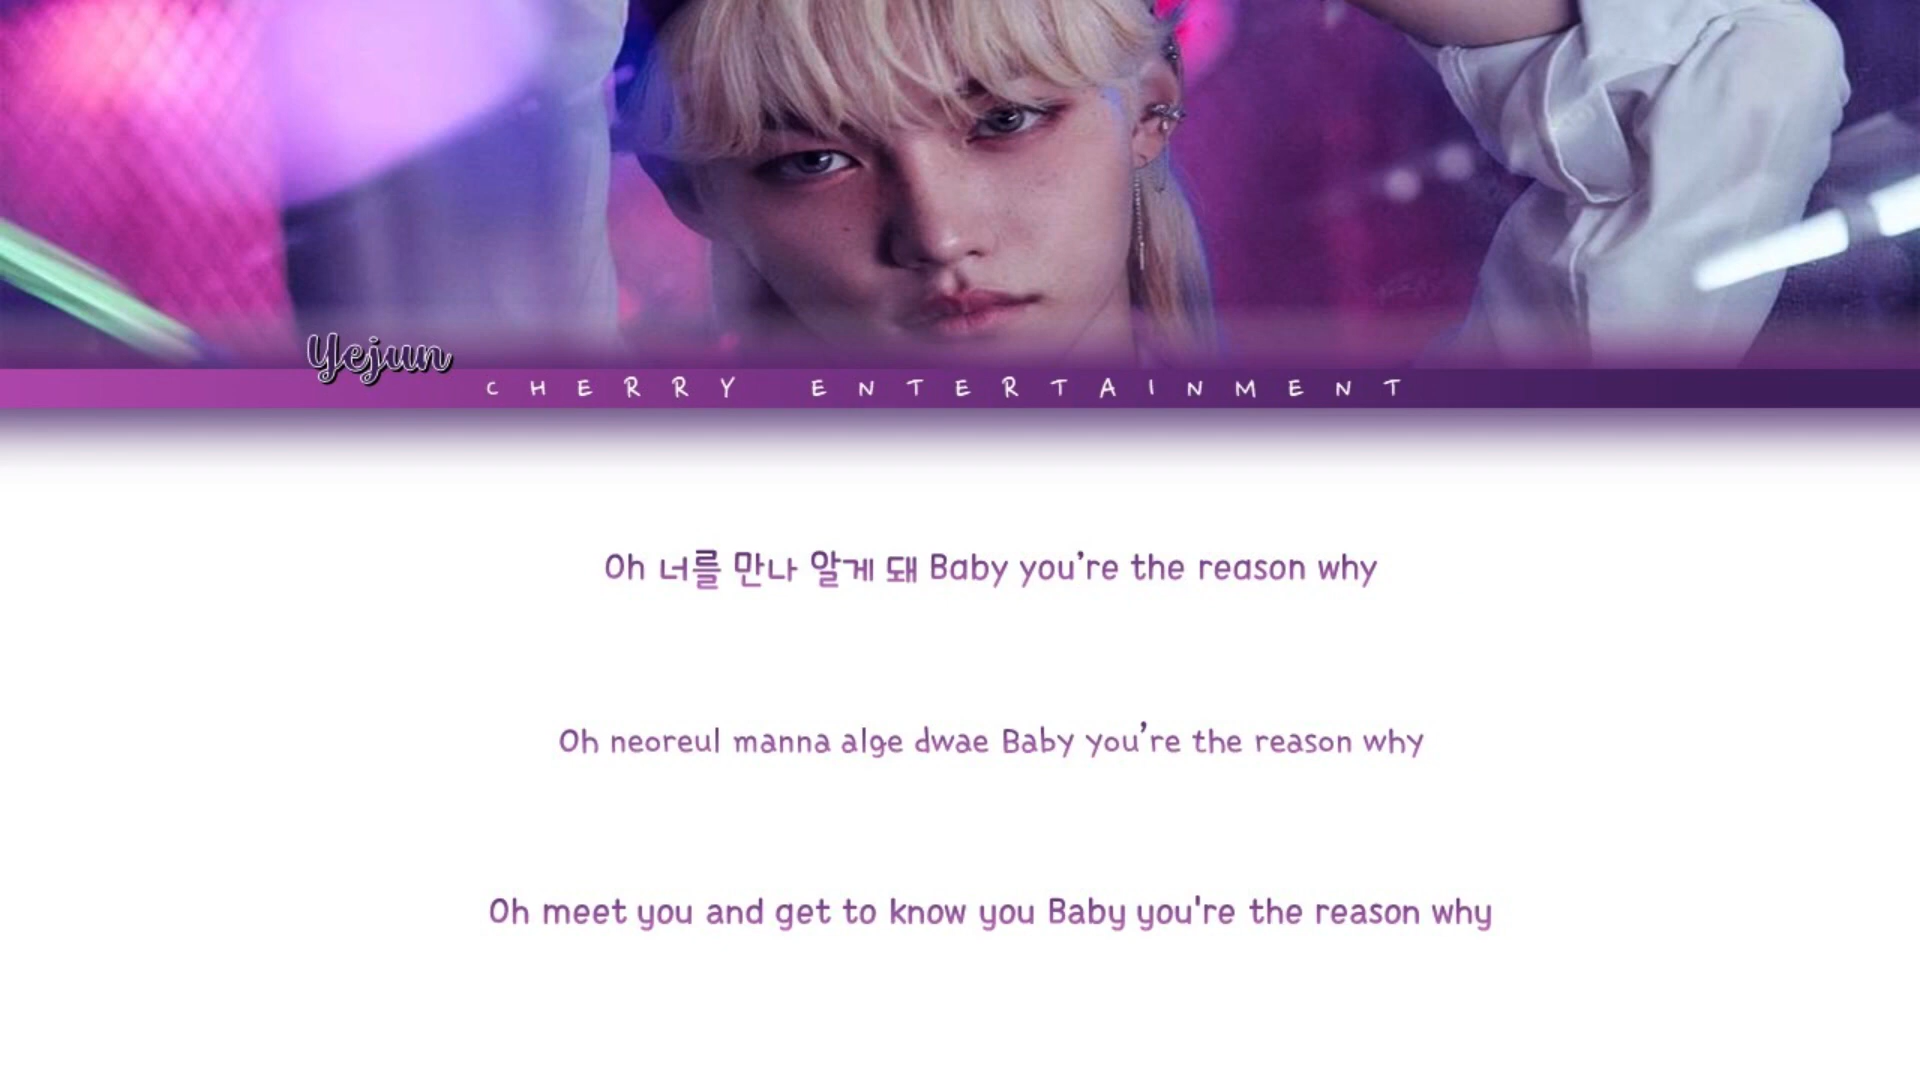 Yejun
CHERRY ENTERTAINMENT
Oh 너를 만나 알게 돼 Baby you’re the reason why
Oh neoreul manna alge dwae Baby you’re the reason why
Oh meet you and get to know you Baby you're the reason why